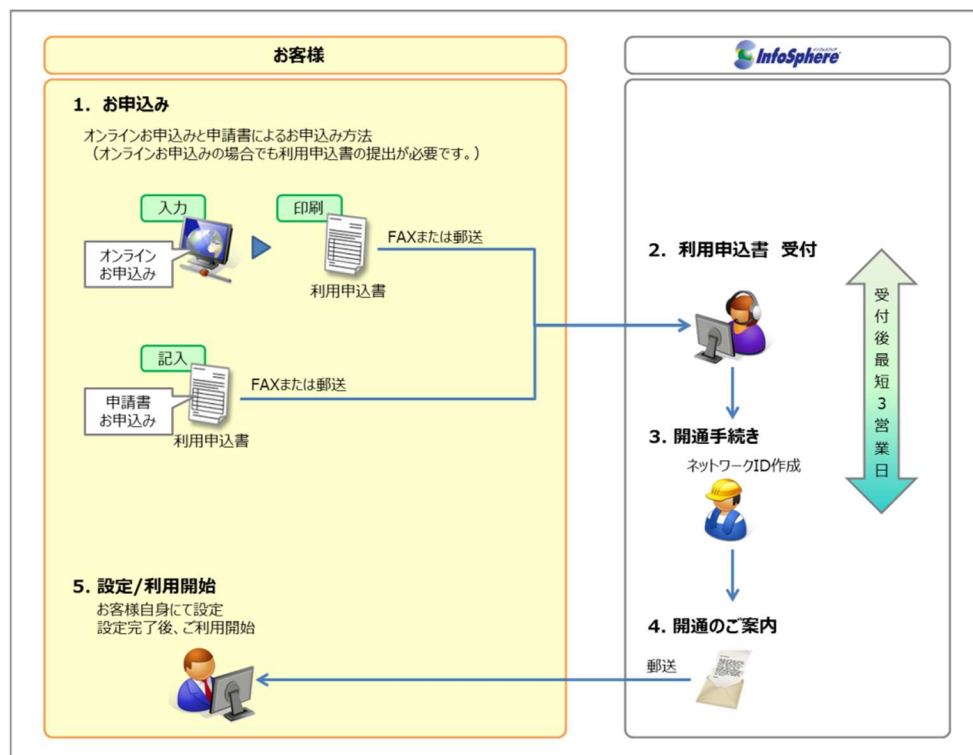 お客様
InfoSphere
1. お申込み
オンラインお申込みと申請書によるお申込み方法
（オンラインお申込みの場合でも利用申込書の提出が必要です。）
入力
印刷
オンライン
お申込み
利用申込書
FAXまたは郵送
記入
申請書
お申込み
利用申込書
FAXまたは郵送
2. 利用申込書 受付
3. 開通手続き
ネットワークID作成
受付後最短3営業日
4. 開通のご案内
郵送
5. 設定/利用開始
お客様自身にて設定
設定完了後、ご利用開始